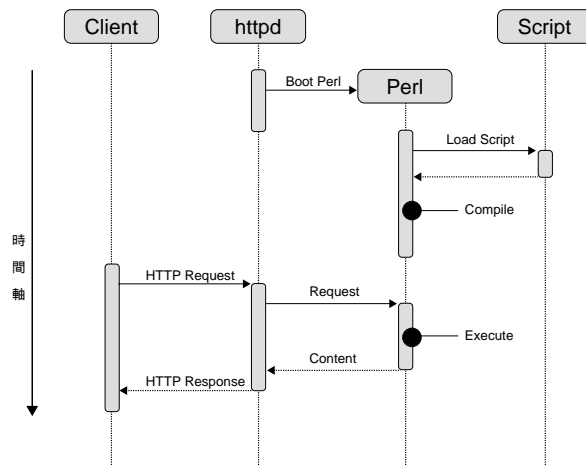 Client
httpd
Script
Boot Perl
Perl
Load Script
Compile
時間軸
HTTP Request
Request
Execute
Content
HTTP Response